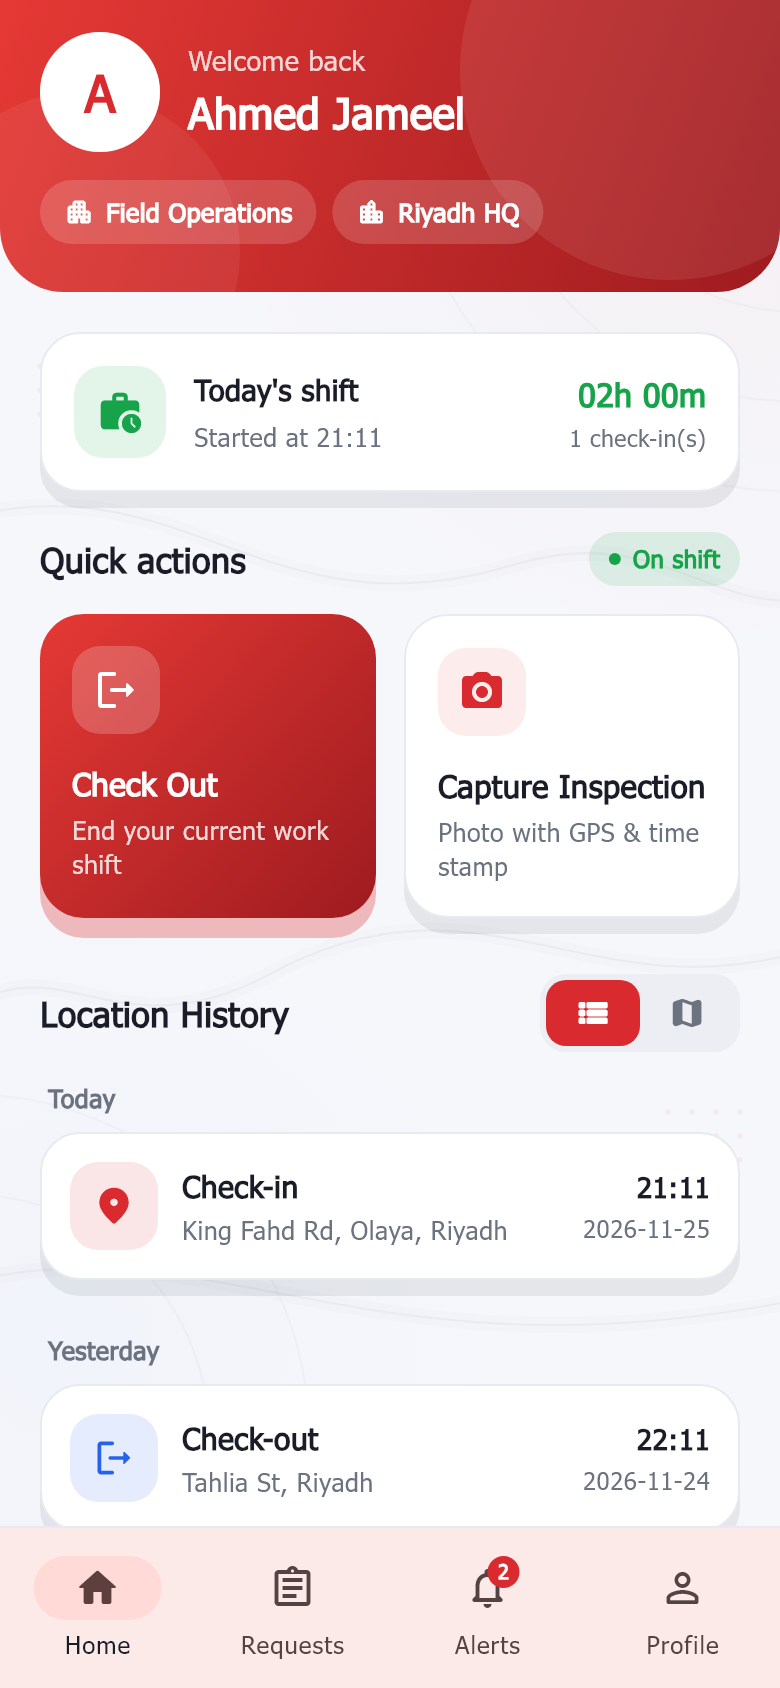 A
Welcome back
Ahmed Jameel
Field Operations
Riyadh HQ
Today's shift
Started at 21:11
02h 00m
1 check-in(s)
Quick actions
On shift
Check Out
End your current work
shift
Capture Inspection
Photo with GPS & time
stamp
Location History
Today
Check-in
King Fahd Rd, Olaya, Riyadh
21:11
2026-11-25
Yesterday
Check-out
Tahlia St, Riyadh
22:11
2026-11-24
Home
Requests
2
Alerts
Profile